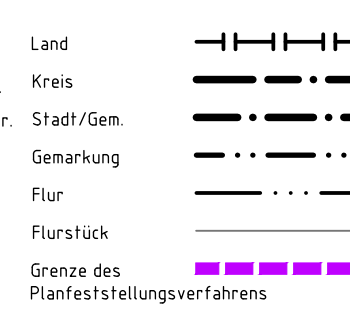 Land
Kreis
r. Stadt/Gem.
Gemarkung
Flur
Flurstück
Grenze des
Planfeststellungsverfahrens